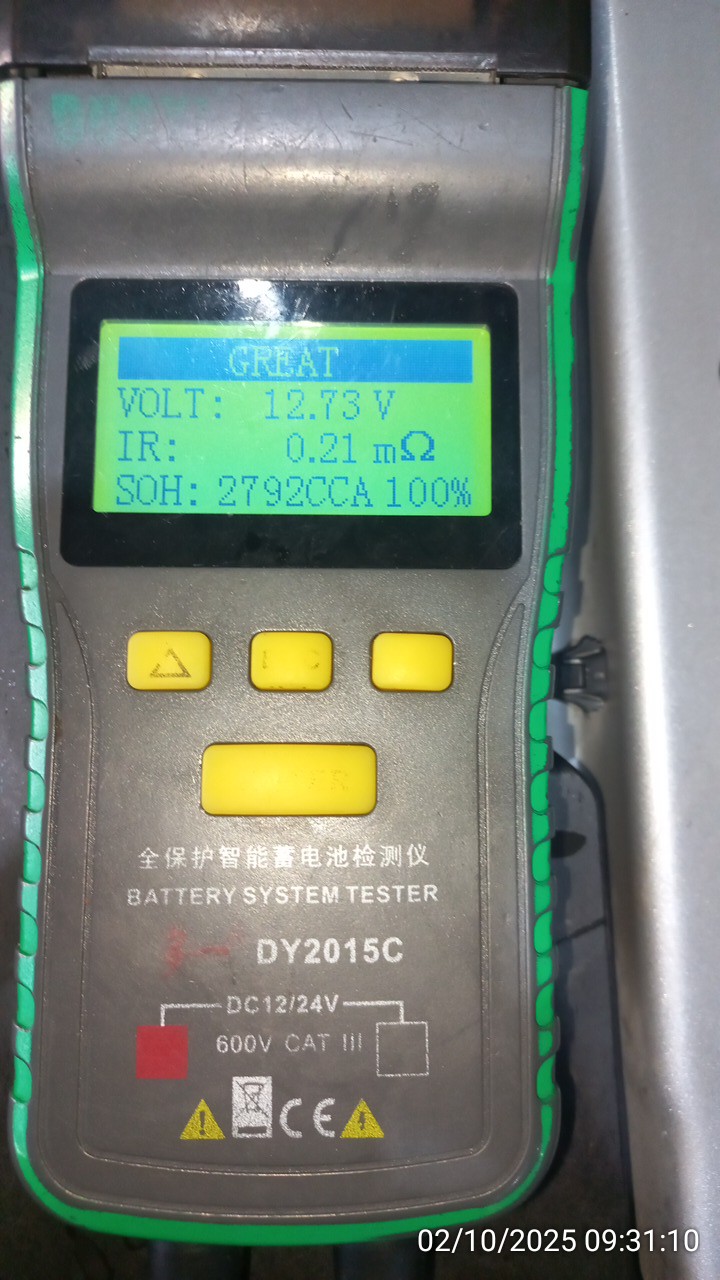 GREAT
VOLT: 12.73 V
IR: 0.21 mΩ
SOH: 2792CCA 100%
全保护智能蓄电池检测仪
BATTERY SYSTEM TESTER
DY2015C
DC12/24V
600V CAT III
CE
02/10/2025 09:31:10